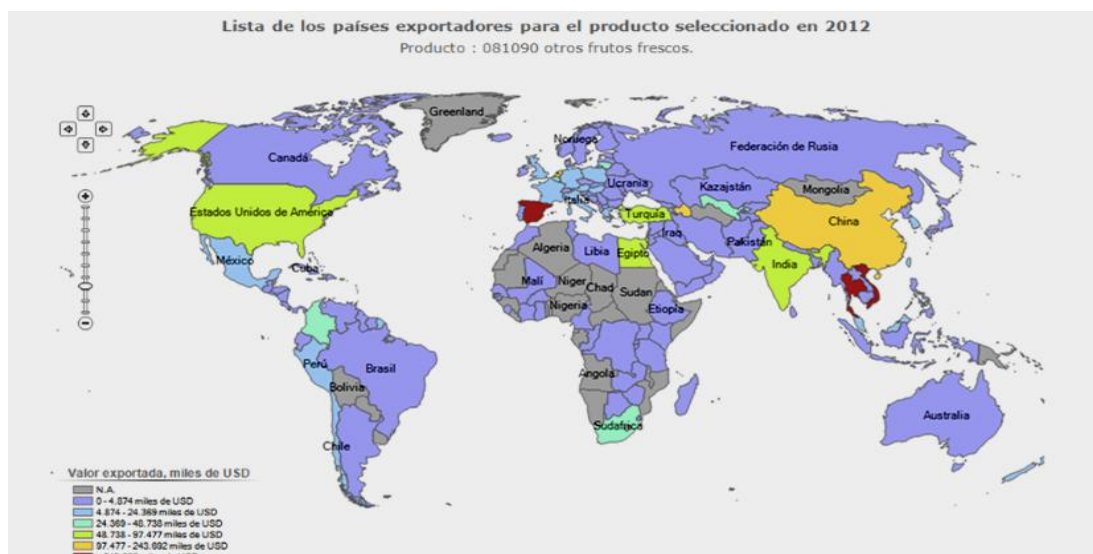 Lista de los países exportadores para el producto seleccionado en 2012
Producto : 081090 otros frutos frescos.
Greenland
Noruega
Federación de Rusia
Canadá
Ucrania
Kazajstán
Mongolia
Italia
Estados Unidos de América
Turquía
China
Iraq
Pakistán
Argeria
Libia
Egipto
India
México
Cuba
Malí
Niger
Chad
Sudan
Nigeria
Etiopía
Perú
Brasil
Bolivia
Angola
Chile
Sudafrica
Australia
Valor exportada, miles de USD
N.A.
0 - 4.874 miles de USD
4.874 - 24.369 miles de USD
24.369 - 48.738 miles de USD
48.738 - 97.477 miles de USD
97.477 - 243.692 miles de USD